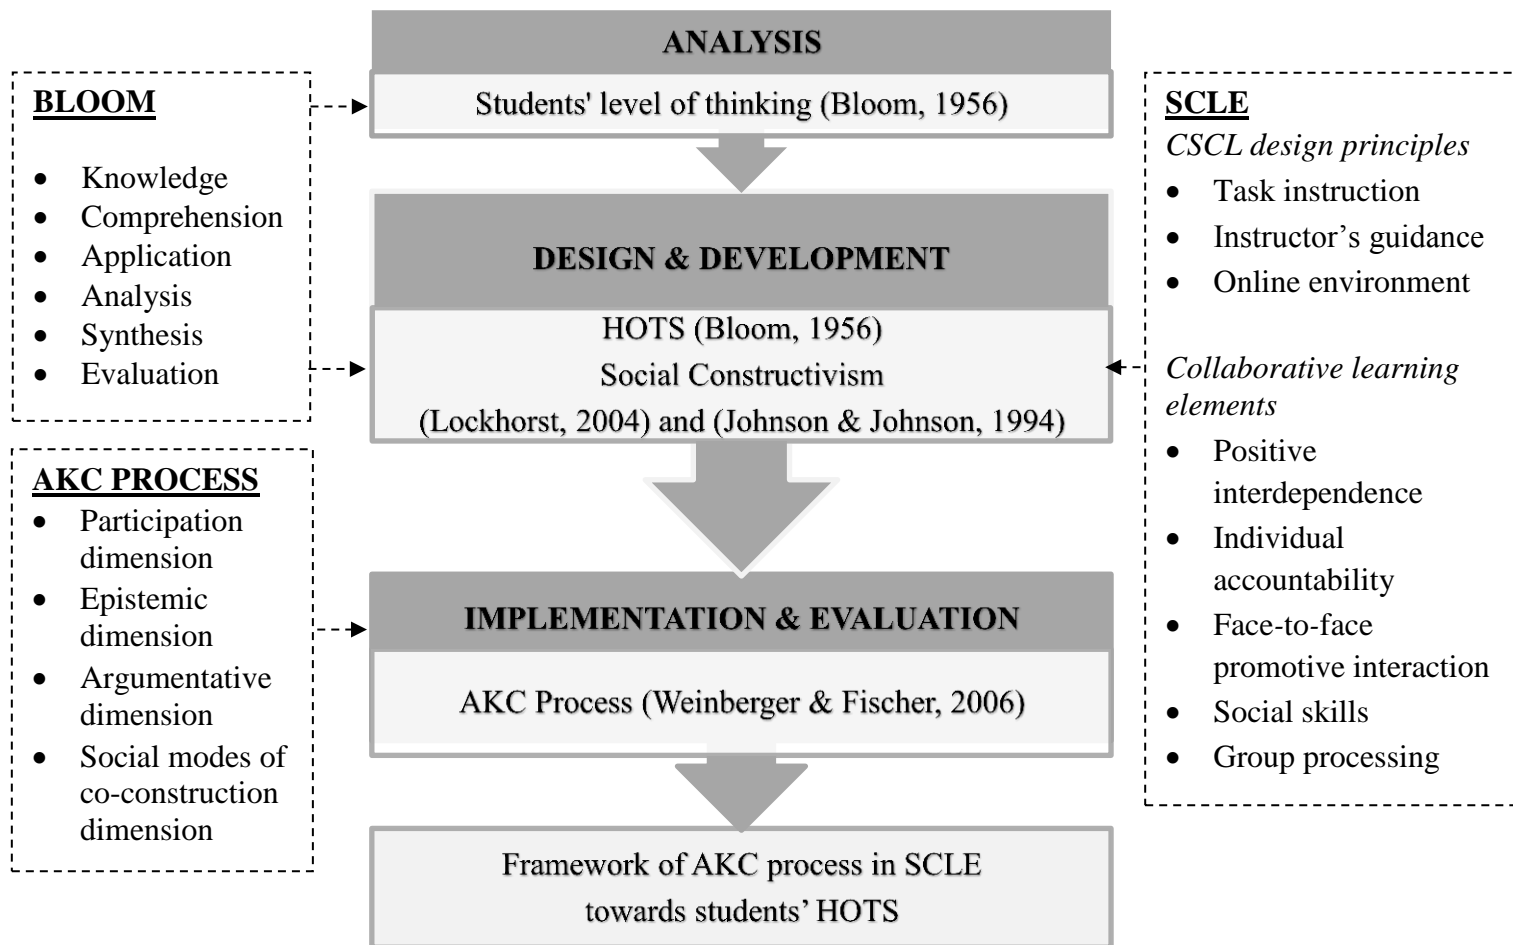 ANALYSIS
Students' level of thinking (Bloom, 1956)
BLOOM
• Knowledge
• Comprehension
• Application
• Analysis
• Synthesis
• Evaluation
DESIGN & DEVELOPMENT
HOTS (Bloom, 1956)
Social Constructivism
(Lockhorst, 2004) and (Johnson & Johnson, 1994)
SCLE
CSCL design principles
• Task instruction
• Instructor’s guidance
• Online environment
Collaborative learning
elements
• Positive
interdependence
• Individual
accountability
• Face-to-face
promotive interaction
• Social skills
• Group processing
AKC PROCESS
• Participation
dimension
• Epistemic
dimension
• Argumentative
dimension
• Social modes of
co-construction
dimension
IMPLEMENTATION & EVALUATION
AKC Process (Weinberger & Fischer, 2006)
Framework of AKC process in SCLE
towards students’ HOTS